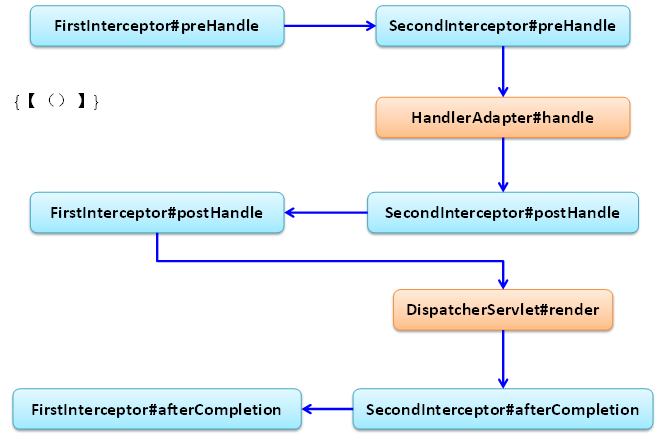 FirstInterceptor#preHandle
SecondInterceptor#preHandle
{【 （） 】}
HandlerAdapter#handle
FirstInterceptor#postHandle
SecondInterceptor#postHandle
DispatcherServlet#render
FirstInterceptor#afterCompletion
SecondInterceptor#afterCompletion